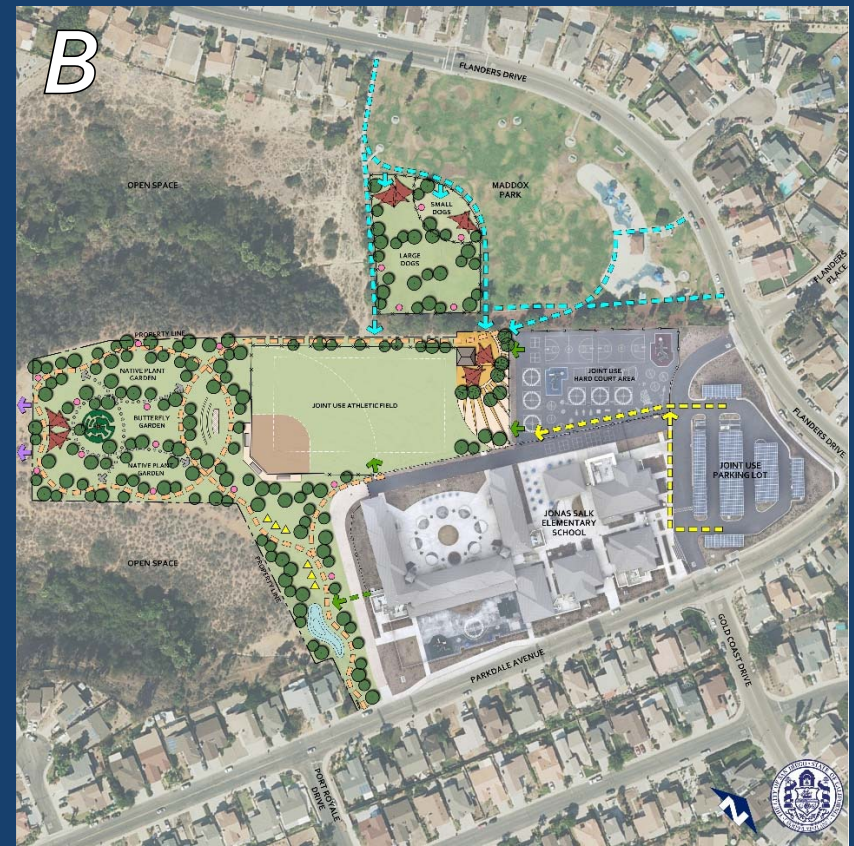 B
FLANDERS DRIVE
OPEN SPACE
MADDOX
PARK
SMALL
DOGS
LARGE
DOGS
FLANDERS
PLACE
PROPERTY LINE
NATIVE PLANT
GARDEN
JOINT USE
HARD COURT AREA
BUTTERFLY
GARDEN
JOINT USE ATHLETIC FIELD
FLANDERS DRIVE
NATIVE PLANT
GARDEN
JOINT USE
PARKING LOT
JONAS SALK
ELEMENTARY
SCHOOL
OPEN SPACE
PROPERTY LINE
GOLD COAST DRIVE
PARKDALE AVENUE
PORT ROYALE
DRIVE
N